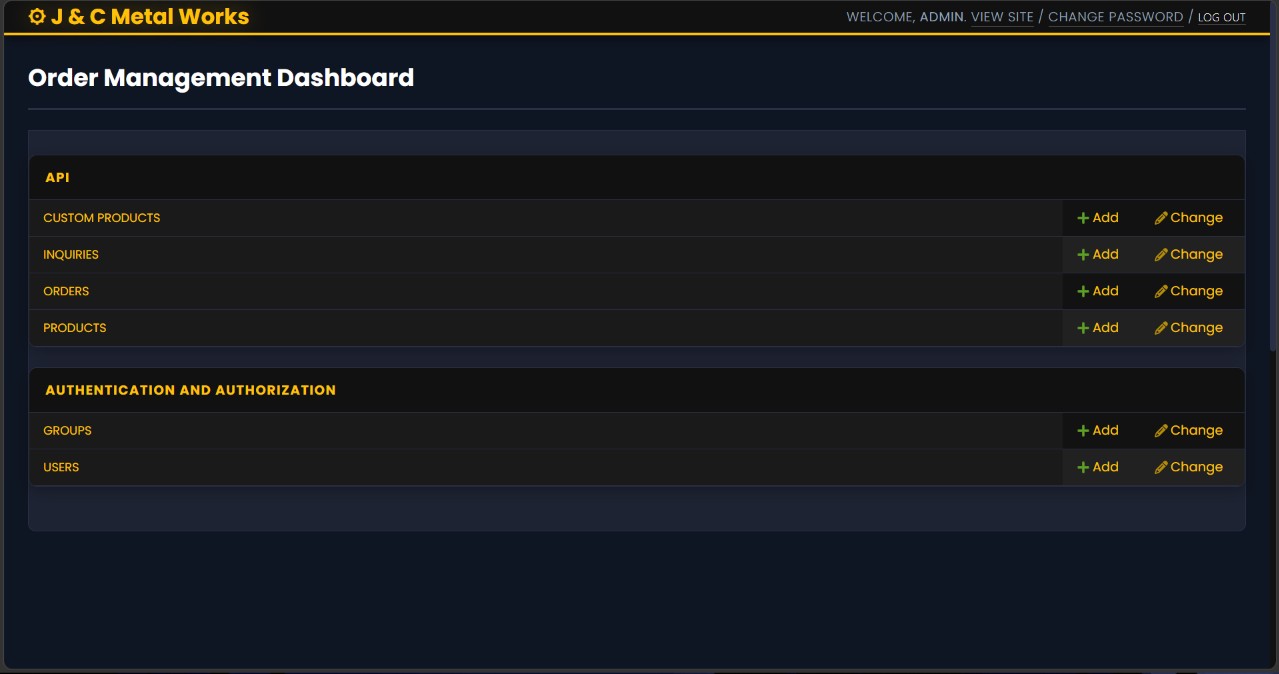 J & C Metal Works
WELCOME, ADMIN. VIEW SITE / CHANGE PASSWORD / LOG OUT
Order Management Dashboard
API
CUSTOM PRODUCTS Add Change
INQUIRIES Add Change
ORDERS Add Change
PRODUCTS Add Change
AUTHENTICATION AND AUTHORIZATION
GROUPS Add Change
USERS Add Change